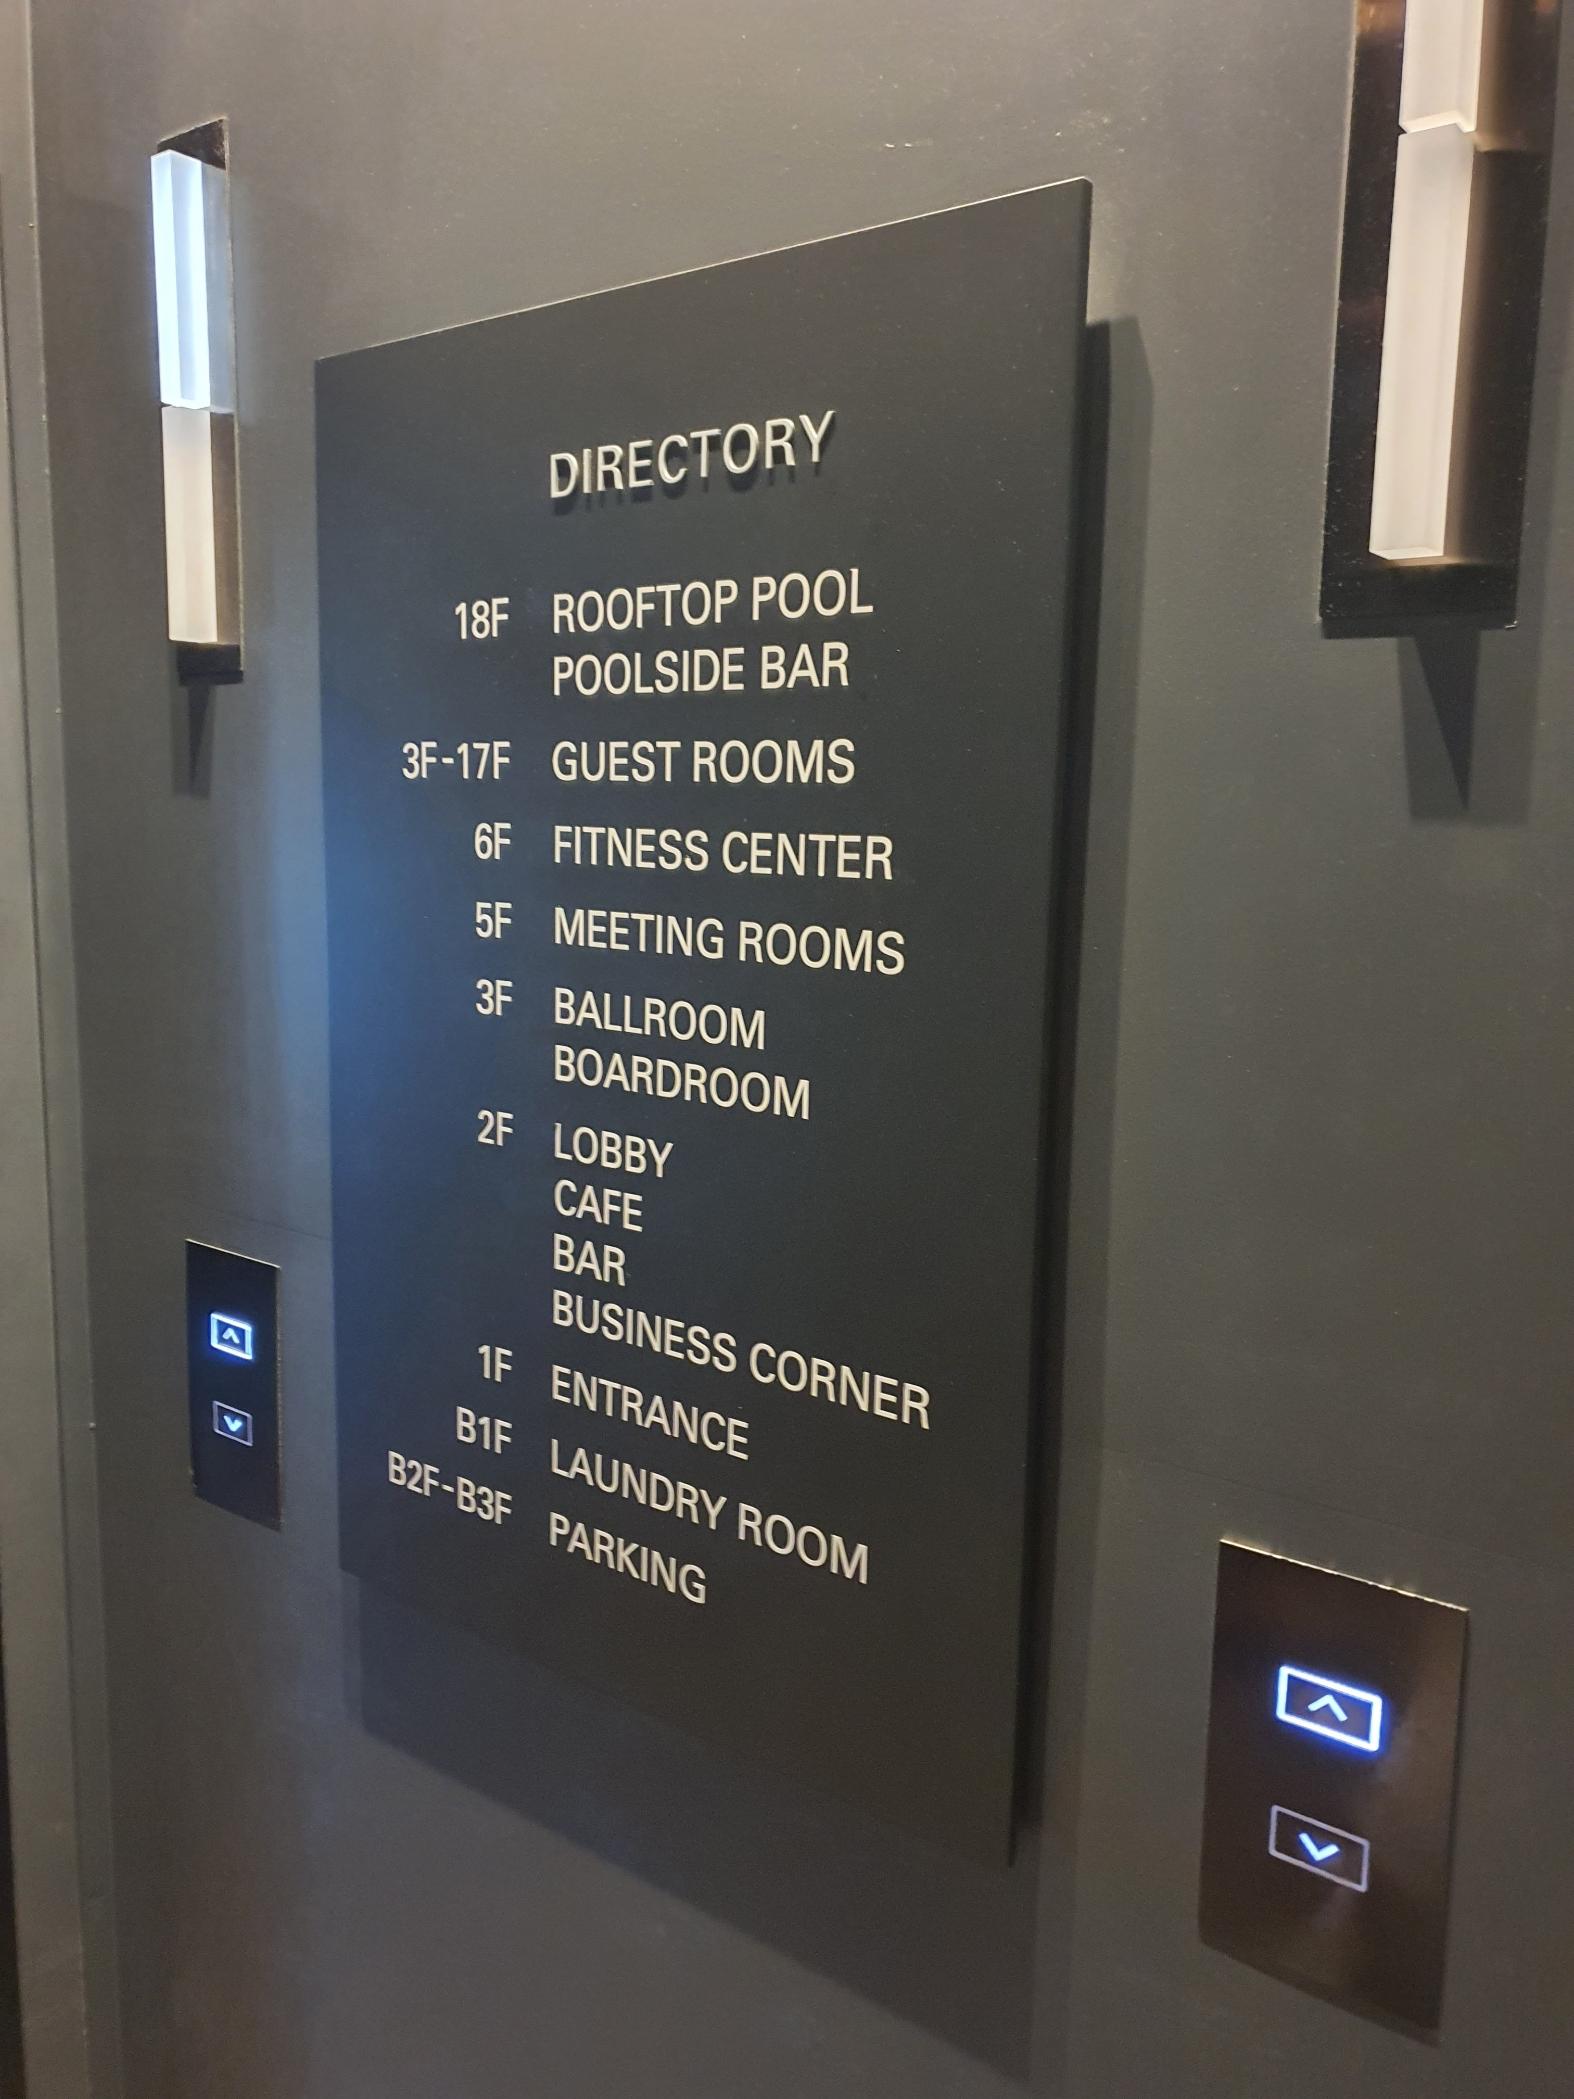 DIRECTORY
18F ROOFTOP POOL
POOLSIDE BAR
3F-17F GUEST ROOMS
6F FITNESS CENTER
5F MEETING ROOMS
3F BALLROOM
BOARDROOM
2F LOBBY
CAFE
BAR
BUSINESS CORNER
1F ENTRANCE
B1F LAUNDRY ROOM
B2F-B3F PARKING